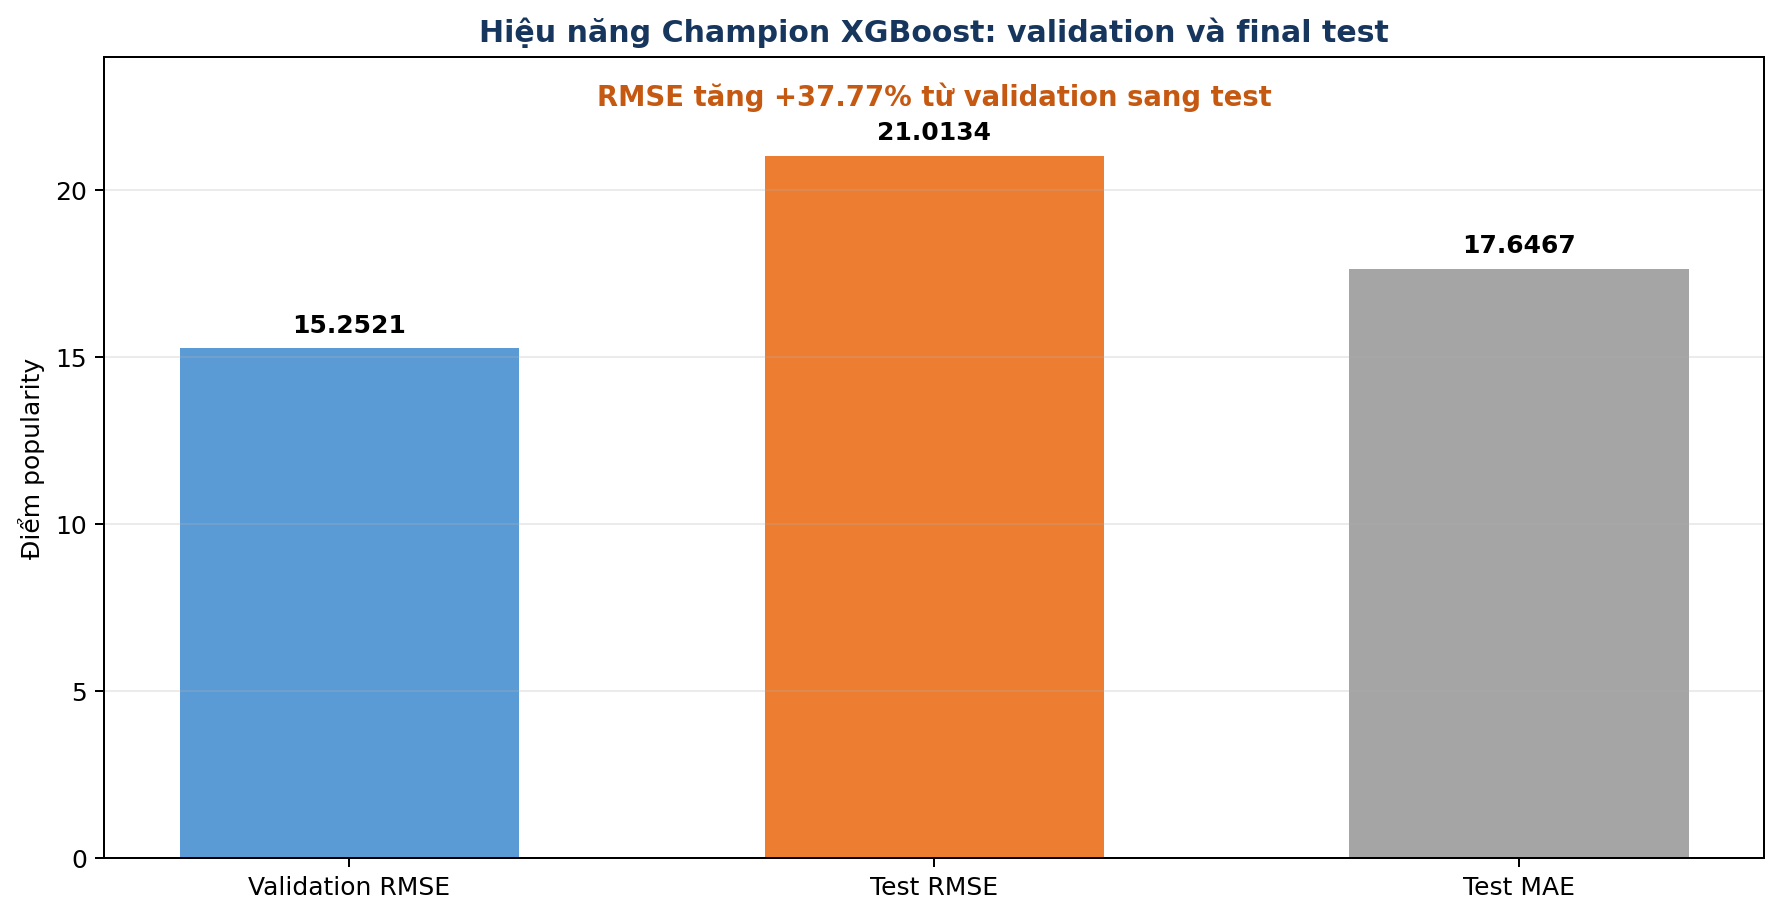 Hiệu năng Champion XGBoost: validation và final test
RMSE tăng +37.77% từ validation sang test
21.0134
17.6467
15.2521
Điểm popularity
20
15
10
5
0
Validation RMSE
Test RMSE
Test MAE